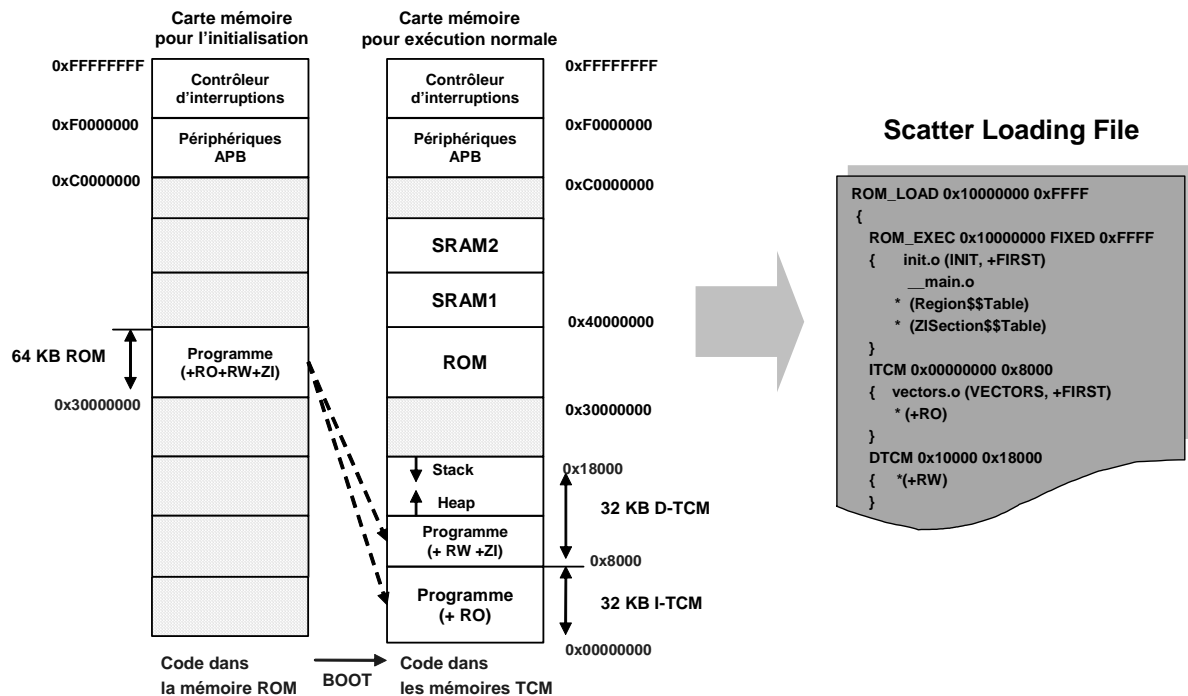 Carte mémoire
pour l'initialisation
0xFFFFFFFF
Contrôleur
d'interruptions
0xF0000000
Périphériques
APB
0xC0000000
64 KB ROM
Programme
(+RO+RW+ZI)
0x30000000
Code dans
la mémoire ROM
BOOT
Carte mémoire
pour exécution normale
0xFFFFFFFF
Contrôleur
d'interruptions
0xF0000000
Périphériques
APB
0xC0000000
SRAM2
SRAM1
0x40000000
ROM
0x30000000
Stack
0x18000
Heap
32 KB D-TCM
Programme
(+ RW +ZI)
0x8000
Programme
(+ RO)
32 KB I-TCM
0x00000000
Code dans
les mémoires TCM
Scatter Loading File
ROM_LOAD 0x10000000 0xFFFF
{
ROM_EXEC 0x10000000 FIXED 0xFFFF
{ init.o (INIT, +FIRST)
__main.o
* (Region$$Table)
* (ZISection$$Table)
}
ITCM 0x00000000 0x8000
{ vectors.o (VECTORS, +FIRST)
* (+RO)
}
DTCM 0x10000 0x18000
{ *(+RW)
}